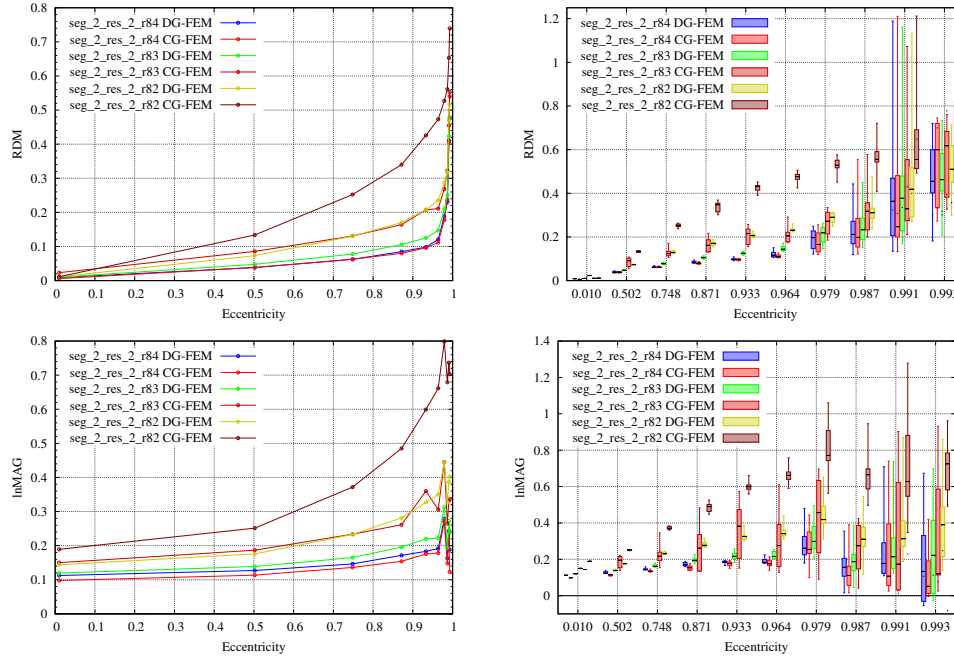 0.8
0.7
0.6
0.5
0.4
0.3
0.2
0.1
0
RDM
seg_2_res_2_r84 DG-FEM
seg_2_res_2_r84 CG-FEM
seg_2_res_2_r83 DG-FEM
seg_2_res_2_r83 CG-FEM
seg_2_res_2_r82 DG-FEM
seg_2_res_2_r82 CG-FEM
0 0.1 0.2 0.3 0.4 0.5 0.6 0.7 0.8 0.9 1
Eccentricity
1.2
1
0.8
0.6
0.4
0.2
0
RDM
seg_2_res_2_r84 DG-FEM
seg_2_res_2_r84 CG-FEM
seg_2_res_2_r83 DG-FEM
seg_2_res_2_r83 CG-FEM
seg_2_res_2_r82 DG-FEM
seg_2_res_2_r82 CG-FEM
0.010 0.502 0.748 0.871 0.933 0.964 0.979 0.987 0.991 0.993
Eccentricity
0.8
0.7
0.6
0.5
0.4
0.3
0.2
0.1
0
lnMAG
seg_2_res_2_r84 DG-FEM
seg_2_res_2_r84 CG-FEM
seg_2_res_2_r83 DG-FEM
seg_2_res_2_r83 CG-FEM
seg_2_res_2_r82 DG-FEM
seg_2_res_2_r82 CG-FEM
0 0.1 0.2 0.3 0.4 0.5 0.6 0.7 0.8 0.9 1
Eccentricity
1.4
1.2
1
0.8
0.6
0.4
0.2
0
lnMAG
seg_2_res_2_r84 DG-FEM
seg_2_res_2_r84 CG-FEM
seg_2_res_2_r83 DG-FEM
seg_2_res_2_r83 CG-FEM
seg_2_res_2_r82 DG-FEM
seg_2_res_2_r82 CG-FEM
0.010 0.502 0.748 0.871 0.933 0.964 0.979 0.987 0.991 0.993
Eccentricity